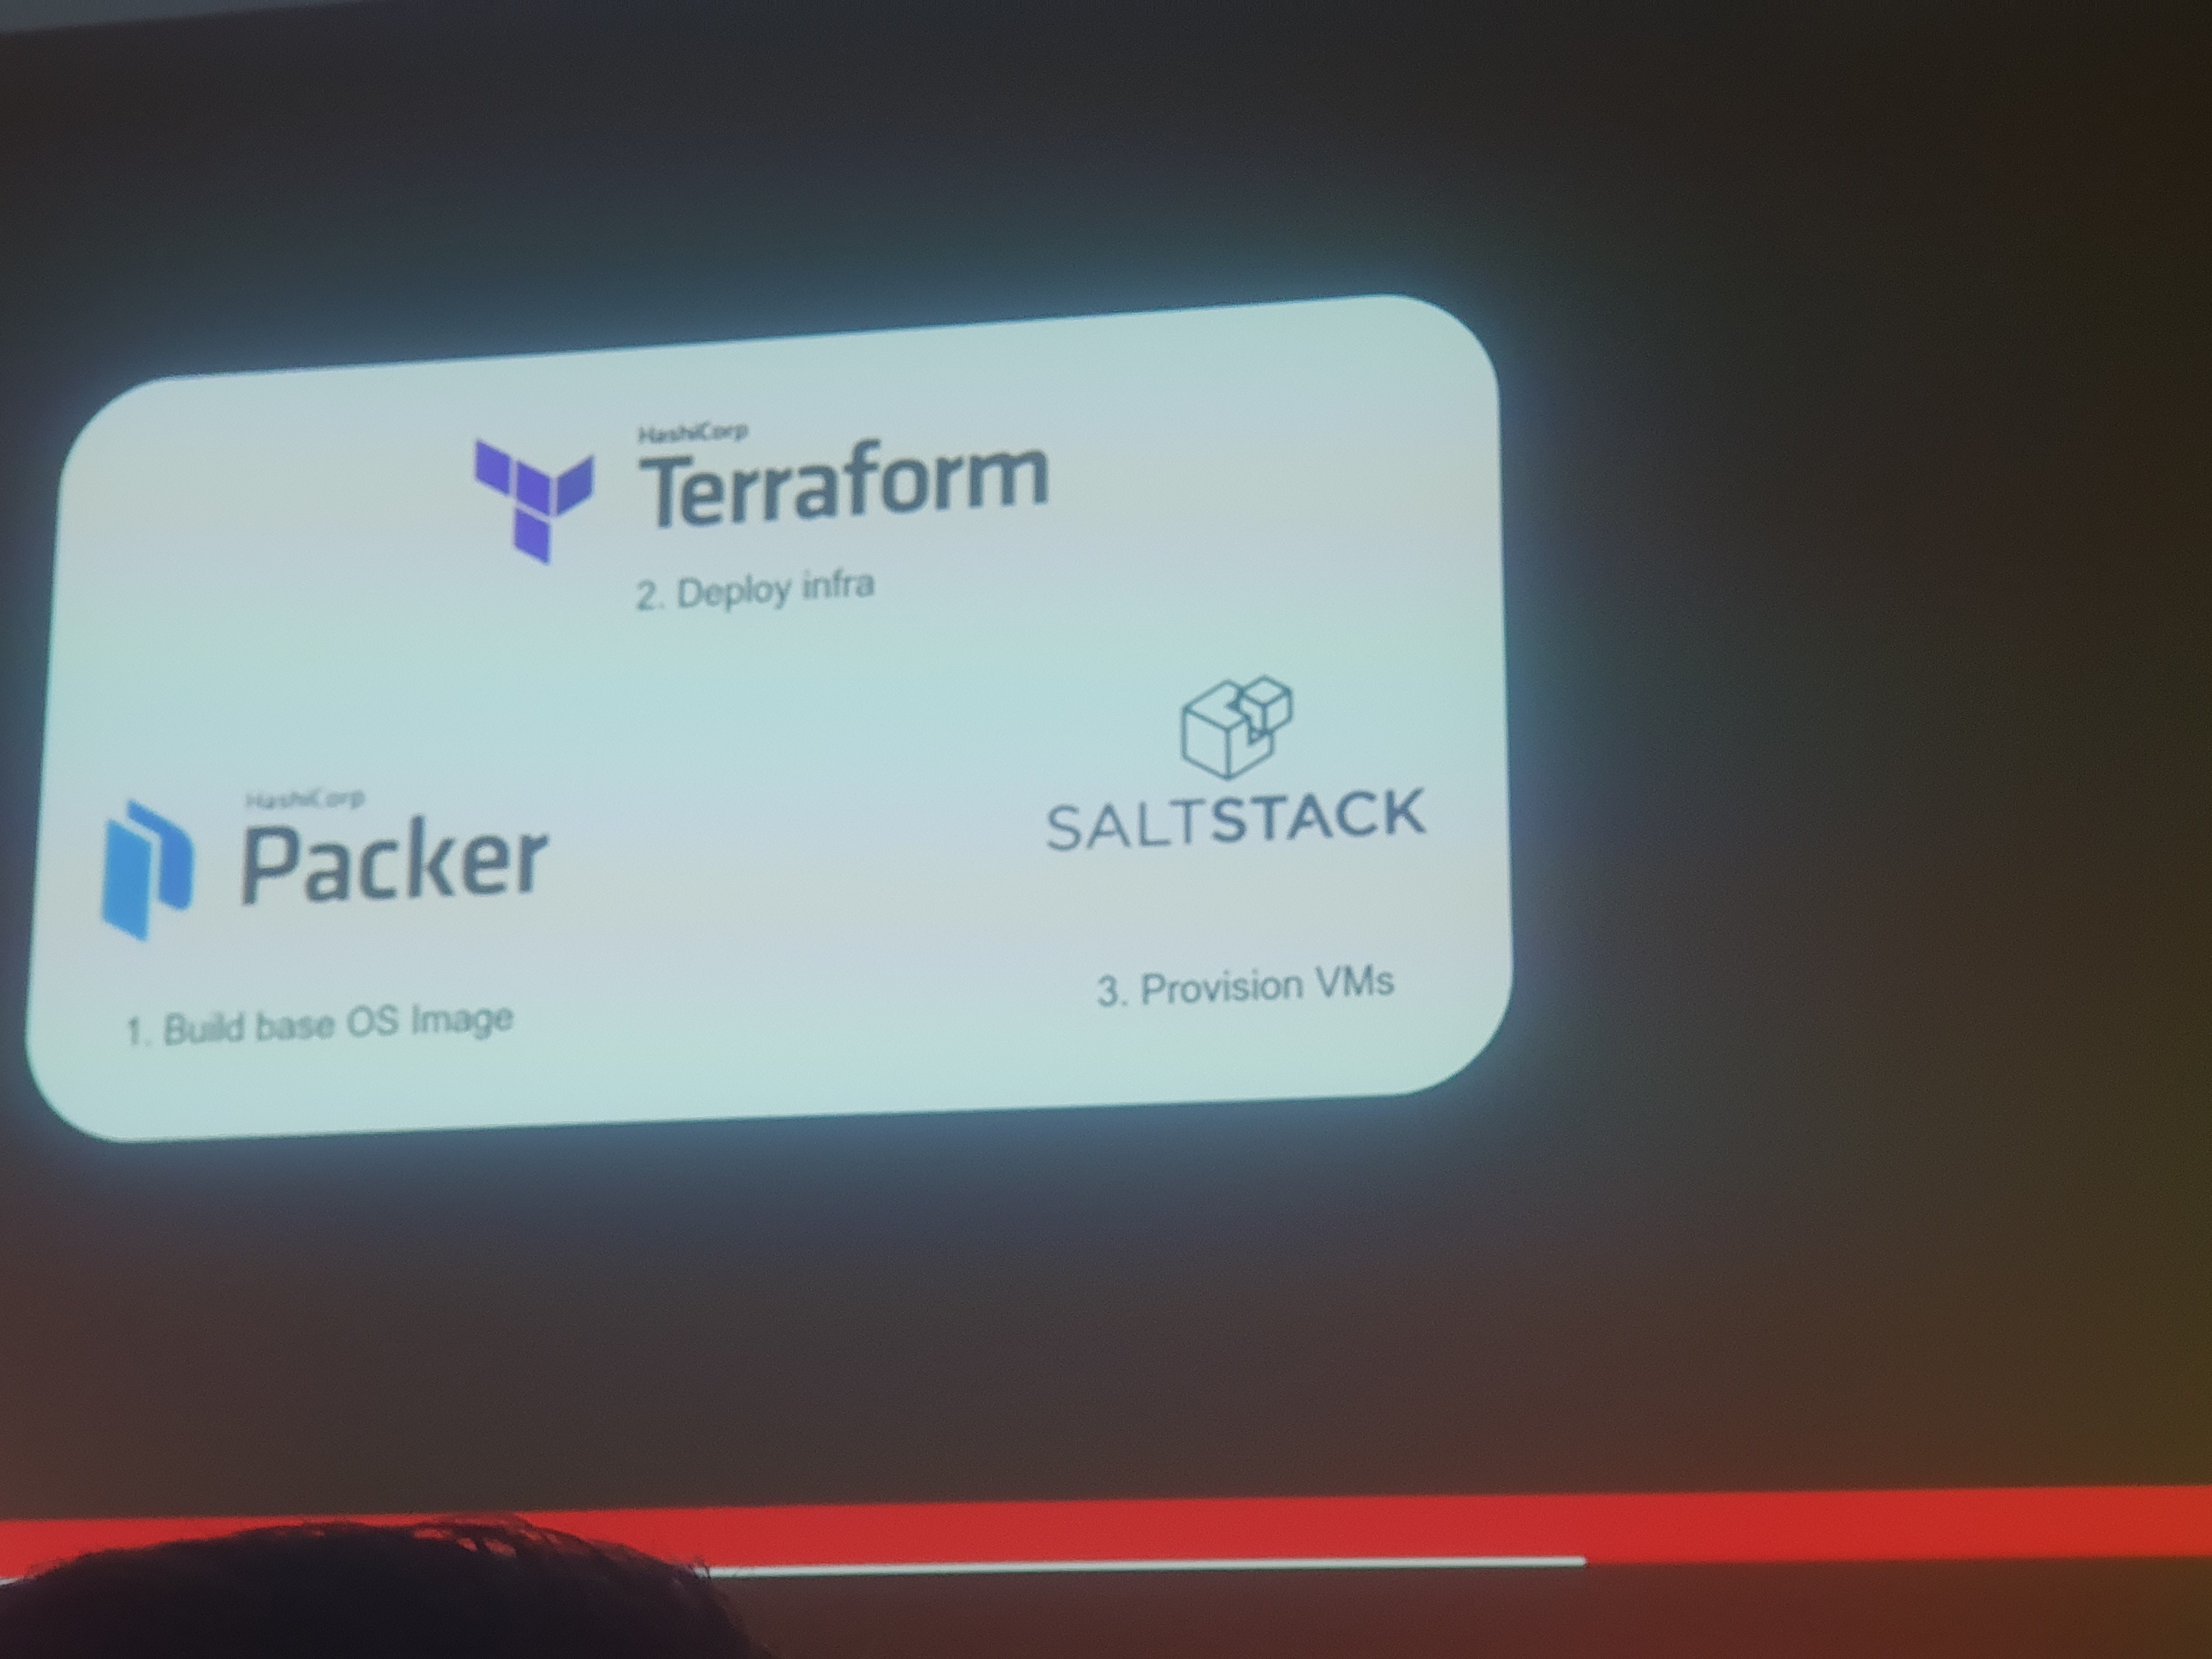 HashiCorp
Terraform
2. Deploy infra
HashiCorp
Packer
1. Build base OS Image
SALTSTACK
3. Provision VMs